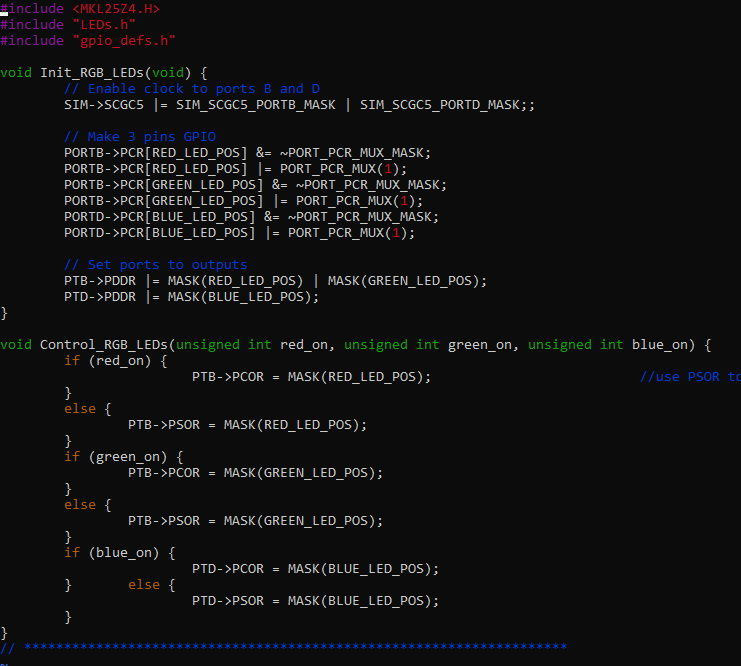 #include <MKL25Z4.H>
#include "LEDs.h"
#include "gpio_defs.h"
void Init_RGB_LEDs(void) {
// Enable clock to ports B and D
SIM->SCGC5 |= SIM_SCGC5_PORTB_MASK | SIM_SCGC5_PORTD_MASK;;
// Make 3 pins GPIO
PORTB->PCR[RED_LED_POS] &= ~PORT_PCR_MUX_MASK;
PORTB->PCR[RED_LED_POS] |= PORT_PCR_MUX(1);
PORTB->PCR[GREEN_LED_POS] &= ~PORT_PCR_MUX_MASK;
PORTB->PCR[GREEN_LED_POS] |= PORT_PCR_MUX(1);
PORTD->PCR[BLUE_LED_POS] &= ~PORT_PCR_MUX_MASK;
PORTD->PCR[BLUE_LED_POS] |= PORT_PCR_MUX(1);
// Set ports to outputs
PTB->PDDR |= MASK(RED_LED_POS) | MASK(GREEN_LED_POS);
PTD->PDDR |= MASK(BLUE_LED_POS);
}
void Control_RGB_LEDs(unsigned int red_on, unsigned int green_on, unsigned int blue_on) {
if (red_on) {
PTB->PCOR = MASK(RED_LED_POS); //use PSOR to
}
else {
PTB->PSOR = MASK(RED_LED_POS);
}
if (green_on) {
PTB->PCOR = MASK(GREEN_LED_POS);
}
else {
PTB->PSOR = MASK(GREEN_LED_POS);
}
if (blue_on) {
PTD->PCOR = MASK(BLUE_LED_POS);
} else {
PTD->PSOR = MASK(BLUE_LED_POS);
}
}
// ********************************************************************